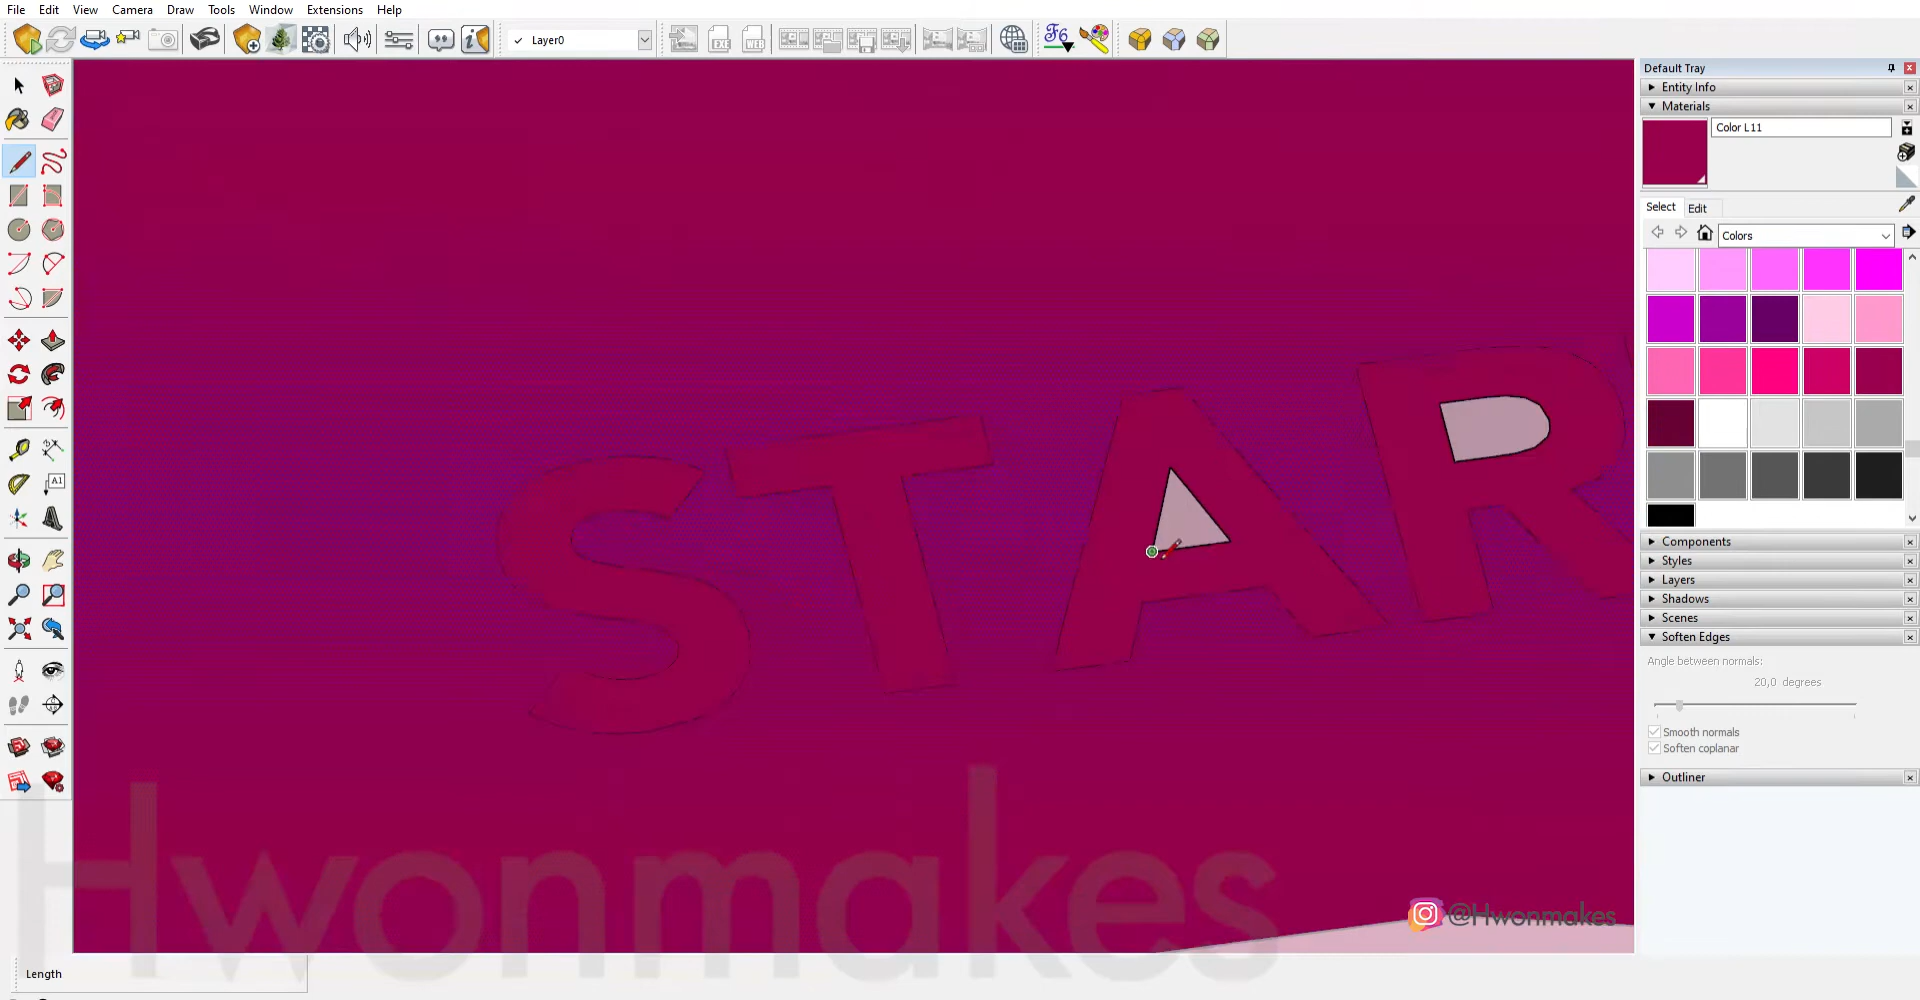 File Edit View Camera Draw Tools Window Extensions Help
Layer0
Default Tray
Entity Info
Materials
Color L11
Select Edit
Colors
STAR
Components
Styles
Layers
Shadows
Scenes
Soften Edges
Angle between normals:
20,0 degrees
Smooth normals
Soften coplanar
Outliner
Hwonmakes
@Hwonmakes
Length